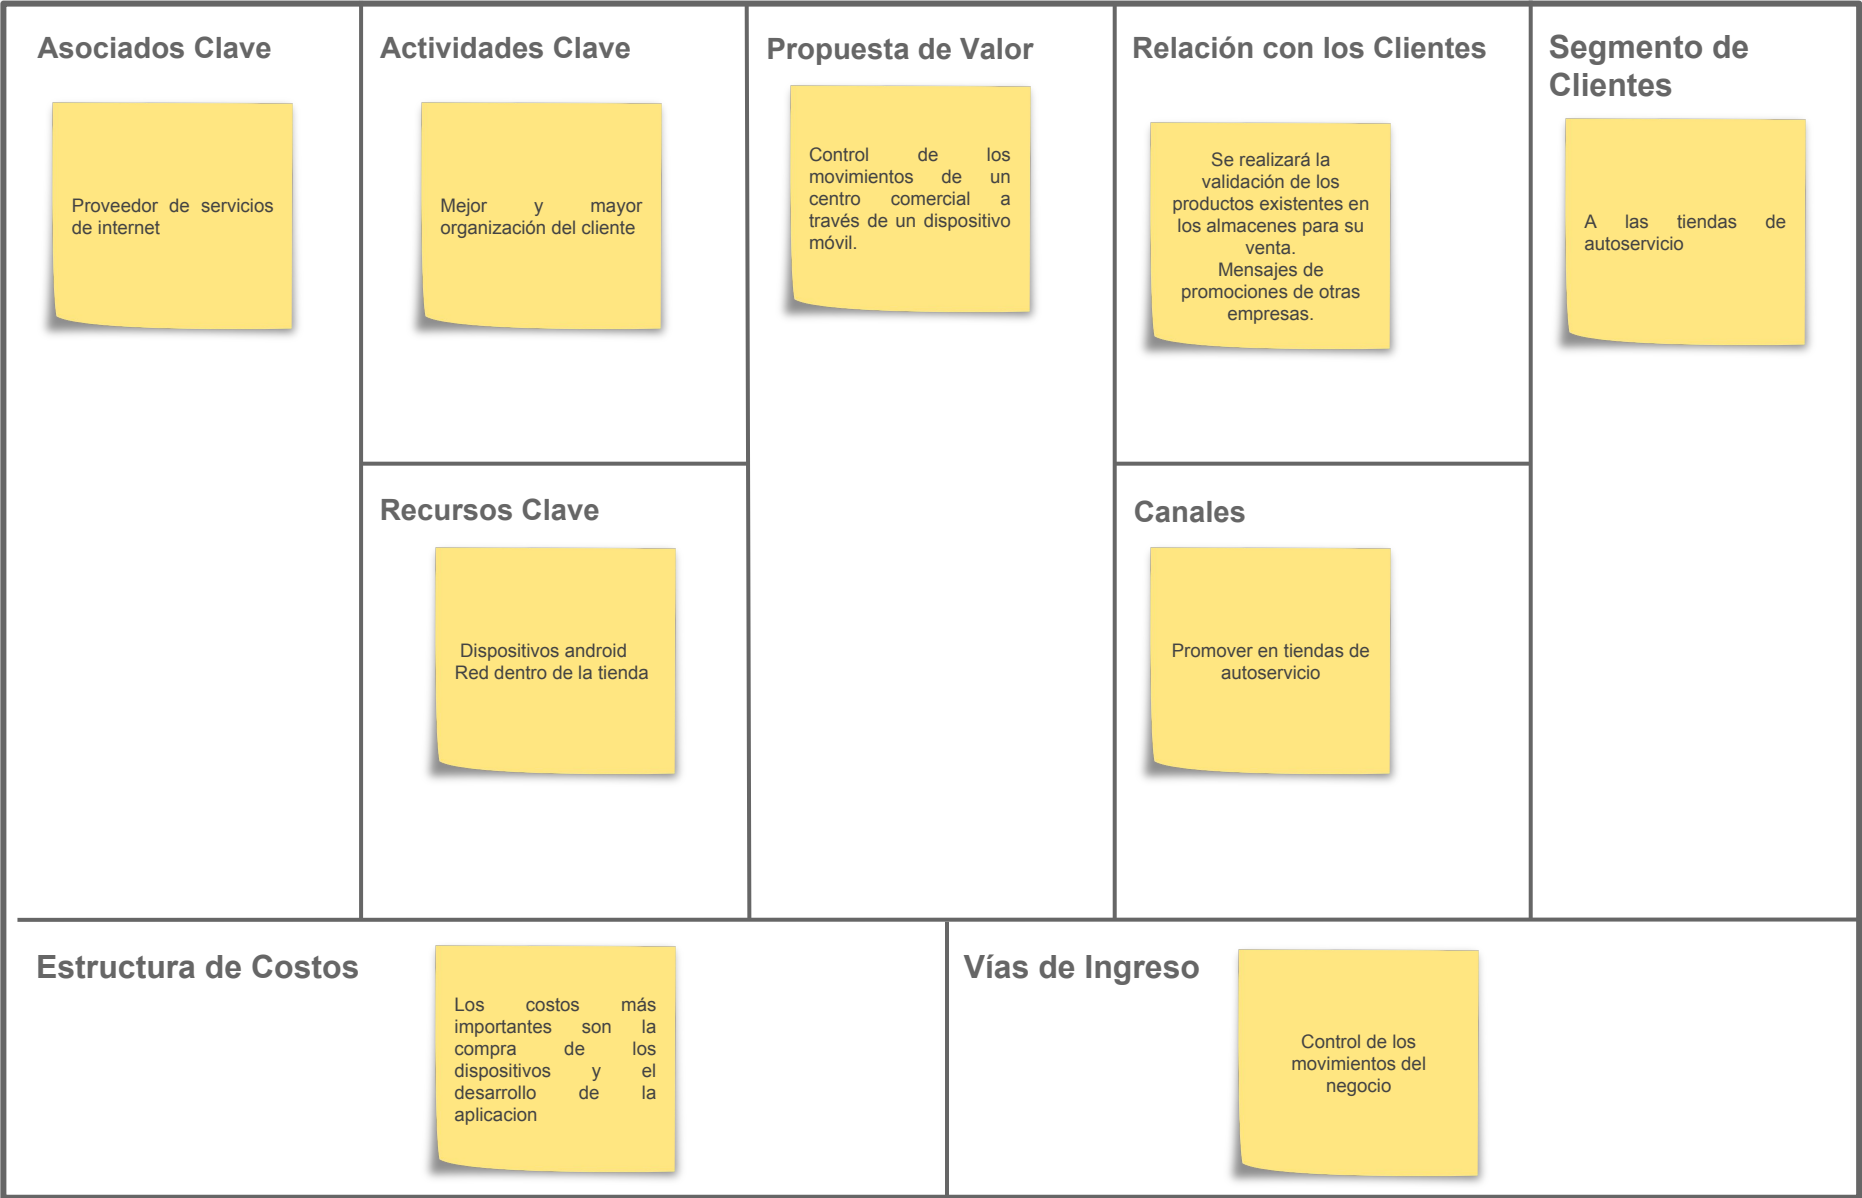 Asociados Clave
Proveedor de servicios
de internet
Actividades Clave
Mejor y mayor
organización del cliente
Recursos Clave
Dispositivos android
Red dentro de la tienda
Propuesta de Valor
Control de los
movimientos de un
centro comercial a
través de un dispositivo
móvil.
Relación con los Clientes
Se realizará la
validación de los
productos existentes en
los almacenes para su
venta.
Mensajes de
promociones de otras
empresas.
Canales
Promover en tiendas de
autoservicio
Segmento de
Clientes
A las tiendas de
autoservicio
Estructura de Costos
Los costos más
importantes son la
compra de los
dispositivos y el
desarrollo de la
aplicacion
Vías de Ingreso
Control de los
movimientos del
negocio